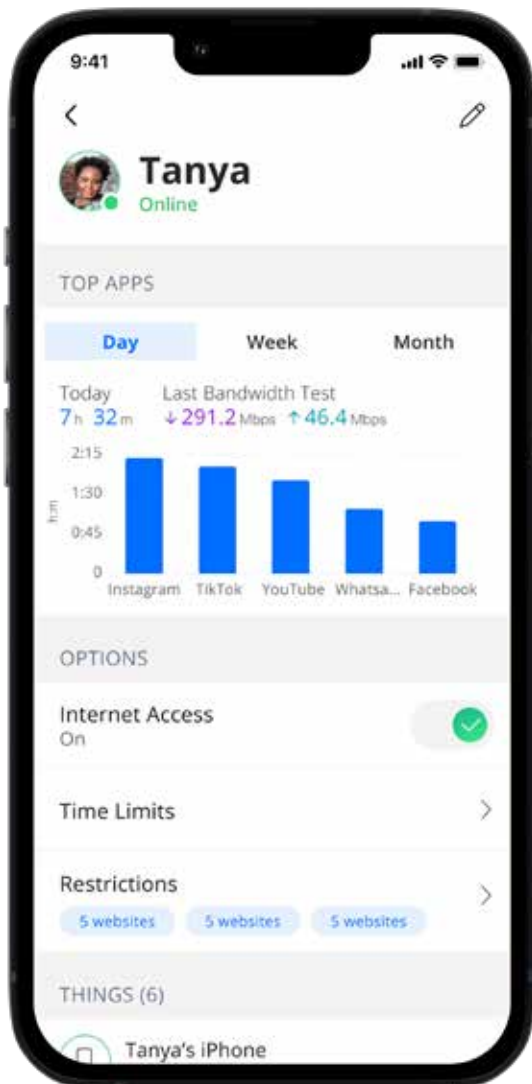 9:41
Tanya
Online
TOP APPS
Day Week Month
Today Last Bandwidth Test
7h 32m ↓291.2 Mbps ↑46.4 Mbps
2:15
1:30
0:45
0
h:m
Instagram TikTok YouTube Whatsa... Facebook
OPTIONS
Internet Access
On
Time Limits
Restrictions
5 websites 5 websites 5 websites
THINGS (6)
Tanya's iPhone